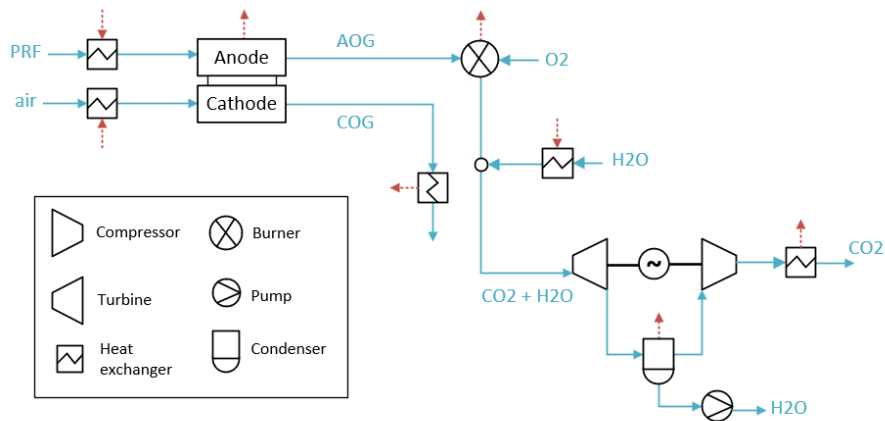 PRF
Anode
AOG
O2
air
Cathode
COG
H2O
CO2
CO2 + H2O
H2O
~
Compressor
Burner
Turbine
Pump
Heat
exchanger
Condenser